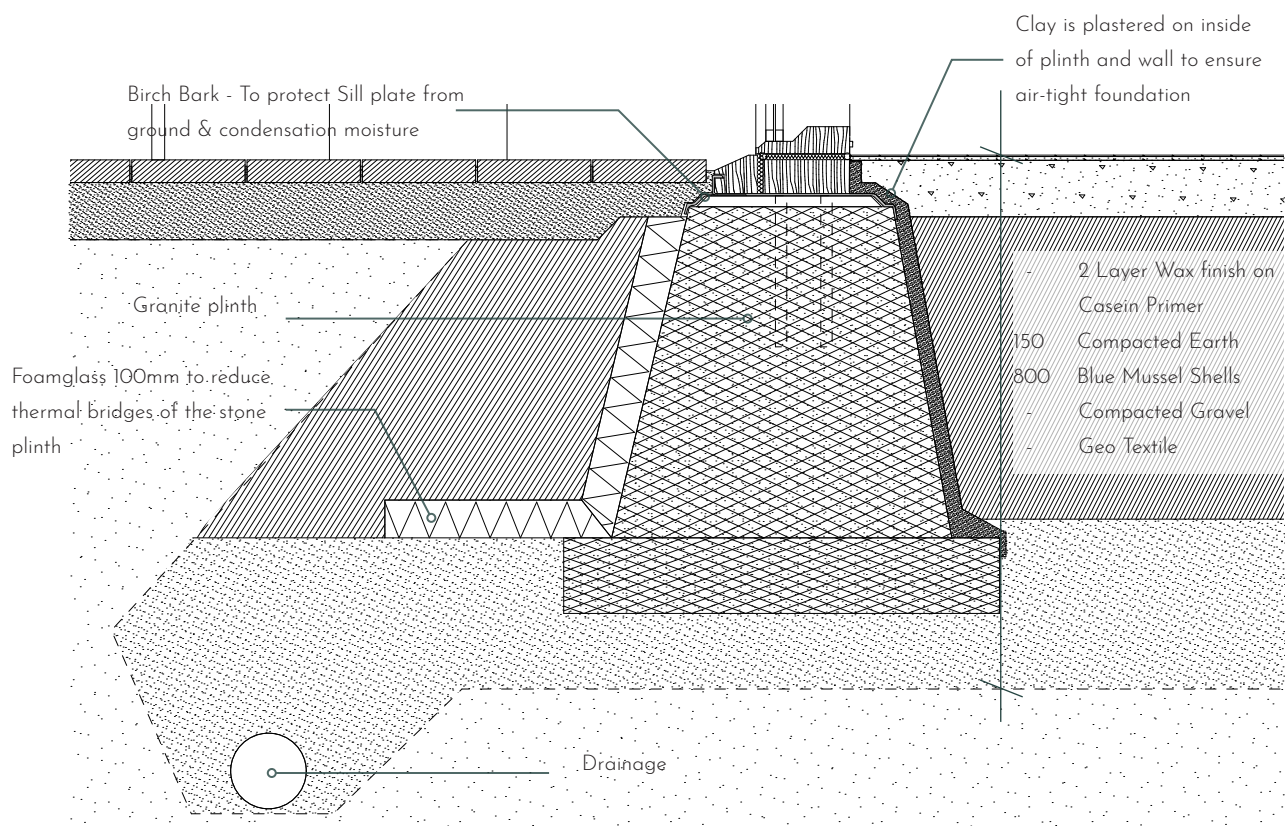 Clay is plastered on inside
of plinth and wall to ensure
air-tight foundation
Birch Bark - To protect Sill plate from
ground & condensation moisture
- 2 Layer Wax finish on
Casein Primer
150 Compacted Earth
800 Blue Mussel Shells
- Compacted Gravel
- Geo Textile
Granite plinth
Foamglass 100mm to reduce
thermal bridges of the stone
plinth
Drainage